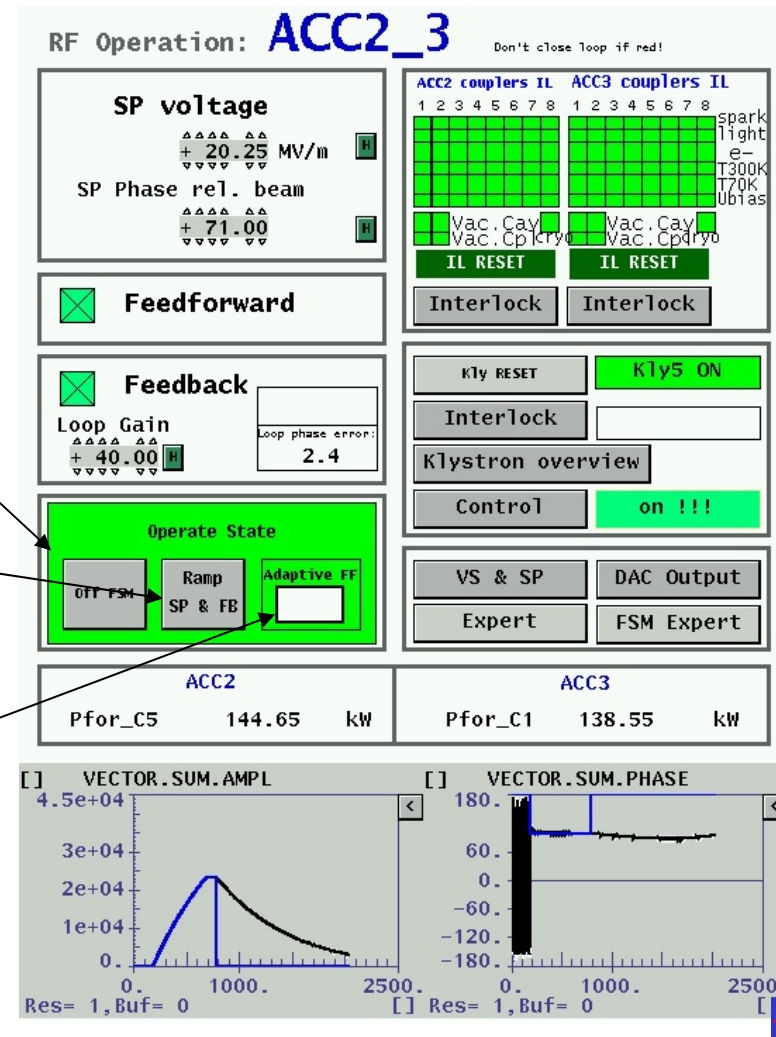 RF Operation: ACC2_3
Don't close loop if red!
SP voltage
+ 20.25 MV/m H
SP Phase rel. beam
+ 71.00 H
Feedforward
Feedback
Loop Gain
+ 40.00 H
Loop phase error:
2.4
Operate State
Off FSM
Ramp
SP & FB
Adaptive FF
ACC2 couplers IL ACC3 couplers IL
1 2 3 4 5 6 7 8 1 2 3 4 5 6 7 8
spark
light
e-
T300K
T70K
Ubias
Vac.Cav Vac.Cav
Vac.Cpl cryo Vac.Cpl cryo
IL RESET IL RESET
Interlock Interlock
Kly RESET Kly5 ON
Interlock
Klystron overview
Control on !!!
VS & SP DAC Output
Expert FSM Expert
ACC2 ACC3
Pfor_C5 144.65 kW Pfor_C1 138.55 kW
[] VECTOR.SUM.AMPL
4.5e+04
<
3e+04
2e+04
1e+04
0.
0. 1000. 2500.
Res= 1,Buf= 0
[] VECTOR.SUM.PHASE
180.
<
60.
0.
-60.
-120.
-180.
0. 1000. 2500
[] Res= 1,Buf= 0 [